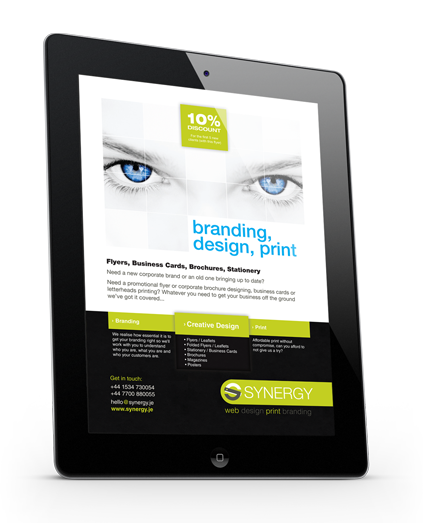 10%
DISCOUNT
branding,
design, print
Flyers, Business Cards, Brochures, Stationery
Need a new corporate brand or an old one bringing up to date?
Need a promotional flyer or corporate brochure designing, business cards or
letterheads printing? Whatever you need to get your business off the ground
we've got it covered...
› Branding
We realise how essential it is to
get your branding right so we'll
work with you to understand
who you are, what you are and
who your customers are.
› Creative Design
• Flyers / Leaflets
• Folded Flyers / Leaflets
• Stationery / Business Cards
• Brochures
• Magazines
• Posters
› Print
Affordable print without
compromise, can you afford to
not give us a try?
Get in touch:
+44 1534 730054
+44 7700 880055
hello@synergy.je
www.synergy.je
SYNERGY
web design print branding